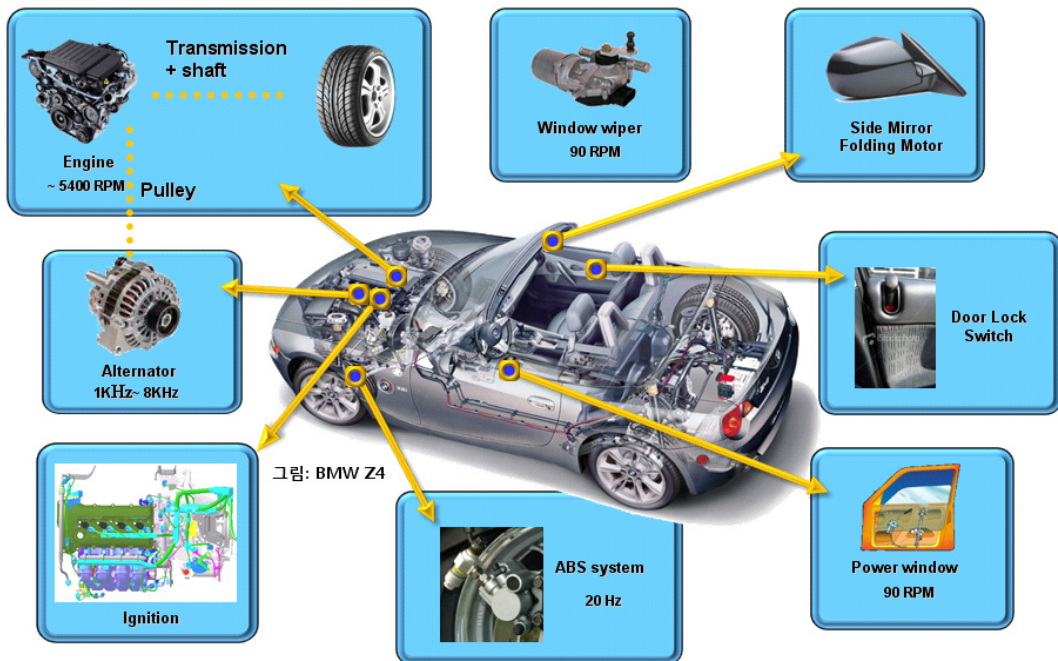 Transmission
+ shaft
Engine
~ 5400 RPM
Pulley
Window wiper
90 RPM
Side Mirror
Folding Motor
Alternator
1KHz~ 8KHz
Door Lock
Switch
그림: BMW Z4
Ignition
ABS system
20 Hz
Power window
90 RPM